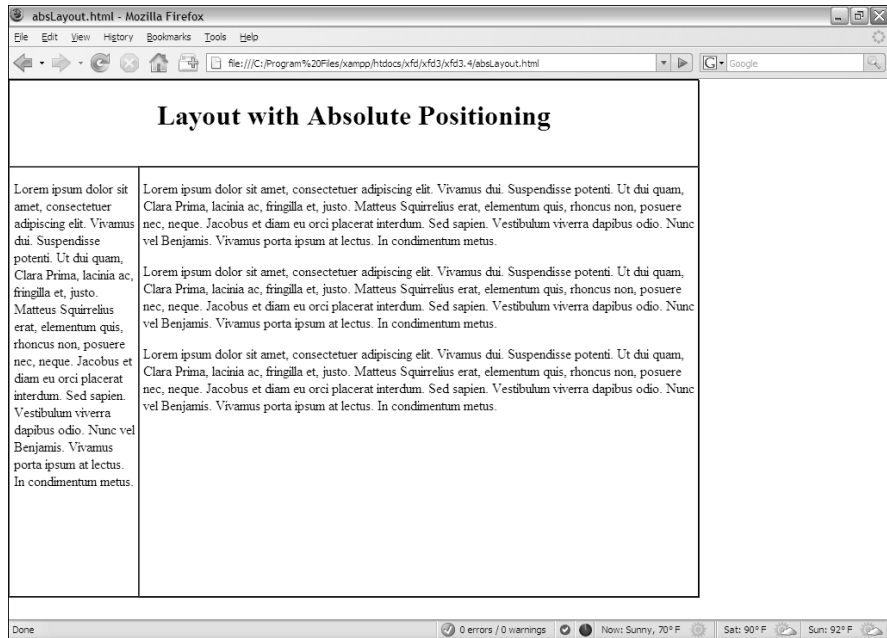 absLayout.html - Mozilla Firefox
File Edit View History Bookmarks Tools Help
file:///C:/Program%20Files/xampp/htdocs/xfd/xfd3/xfd3.4/absLayout.html G Google
Layout with Absolute Positioning
Lorem ipsum dolor sit
amet, consectetuer
adipiscing elit. Vivamus
dui. Suspendisse
potenti. Ut dui quam,
Clara Prima, lacinia ac,
fringilla et, justo.
Matteus Squirrelius
erat, elementum quis,
rhoncus non, posuere
nec, neque. Jacobus et
diam eu orci placerat
interdum. Sed sapien.
Vestibulum viverra
dapibus odio. Nunc vel
Benjamis. Vivamus
porta ipsum at lectus.
In condimentum metus.
Lorem ipsum dolor sit amet, consectetuer adipiscing elit. Vivamus dui. Suspendisse potenti. Ut dui quam,
Clara Prima, lacinia ac, fringilla et, justo. Matteus Squirrelius erat, elementum quis, rhoncus non, posuere
nec, neque. Jacobus et diam eu orci placerat interdum. Sed sapien. Vestibulum viverra dapibus odio. Nunc
vel Benjamis. Vivamus porta ipsum at lectus. In condimentum metus.
Lorem ipsum dolor sit amet, consectetuer adipiscing elit. Vivamus dui. Suspendisse potenti. Ut dui quam,
Clara Prima, lacinia ac, fringilla et, justo. Matteus Squirrelius erat, elementum quis, rhoncus non, posuere
nec, neque. Jacobus et diam eu orci placerat interdum. Sed sapien. Vestibulum viverra dapibus odio. Nunc
vel Benjamis. Vivamus porta ipsum at lectus. In condimentum metus.
Lorem ipsum dolor sit amet, consectetuer adipiscing elit. Vivamus dui. Suspendisse potenti. Ut dui quam,
Clara Prima, lacinia ac, fringilla et, justo. Matteus Squirrelius erat, elementum quis, rhoncus non, posuere
nec, neque. Jacobus et diam eu orci placerat interdum. Sed sapien. Vestibulum viverra dapibus odio. Nunc
vel Benjamis. Vivamus porta ipsum at lectus. In condimentum metus.
Done 0 errors / 0 warnings Now: Sunny, 70° F Sat: 90° F Sun: 92° F